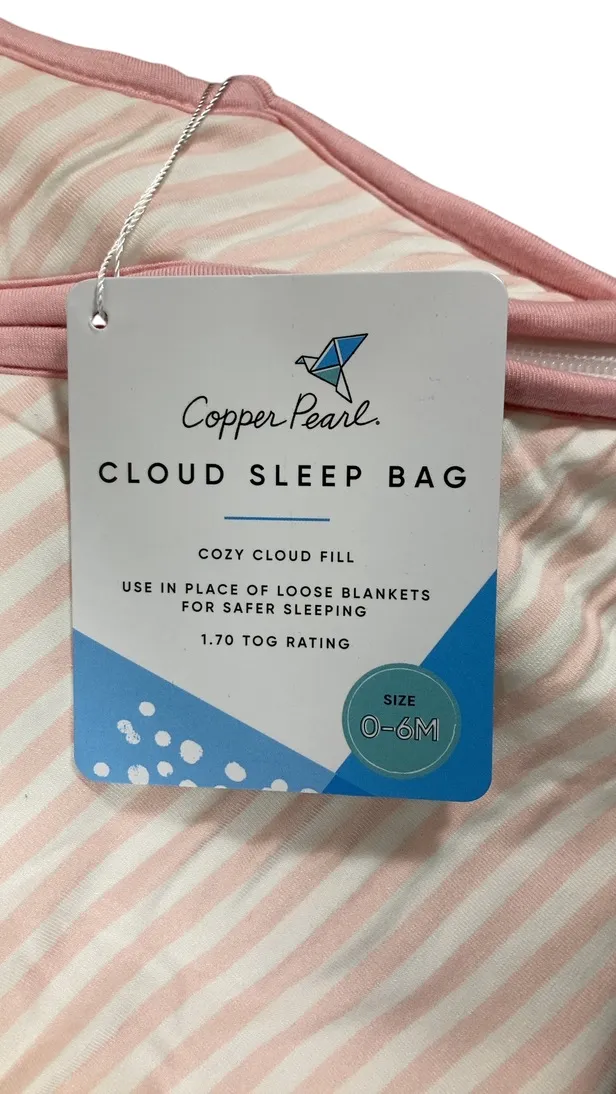 Copper Pearl.
CLOUD SLEEP BAG
COZY CLOUD FILL
USE IN PLACE OF LOOSE BLANKETS
FOR SAFER SLEEPING
1.70 TOG RATING
SIZE
0-6M